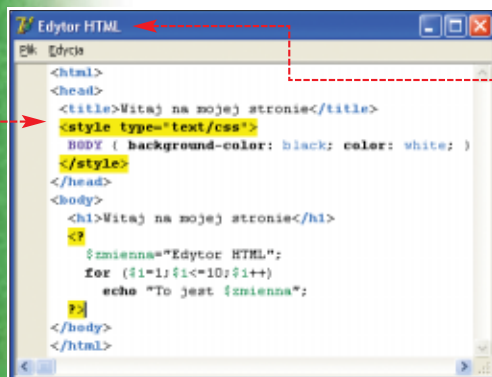 Edytor HTML
Plik Edycja
<html>
<head>
<title>Witaj na mojej stronie</title>
<style type="text/css">
BODY { background-color: black; color: white; }
</style>
</head>
<body>
<h1>Witaj na mojej stronie</h1>
<?
$zmienna="Edytor HTML";
for ($i=1;$i<=10;$i++)
echo "To jest $zmienna";
?>
</body>
</html>